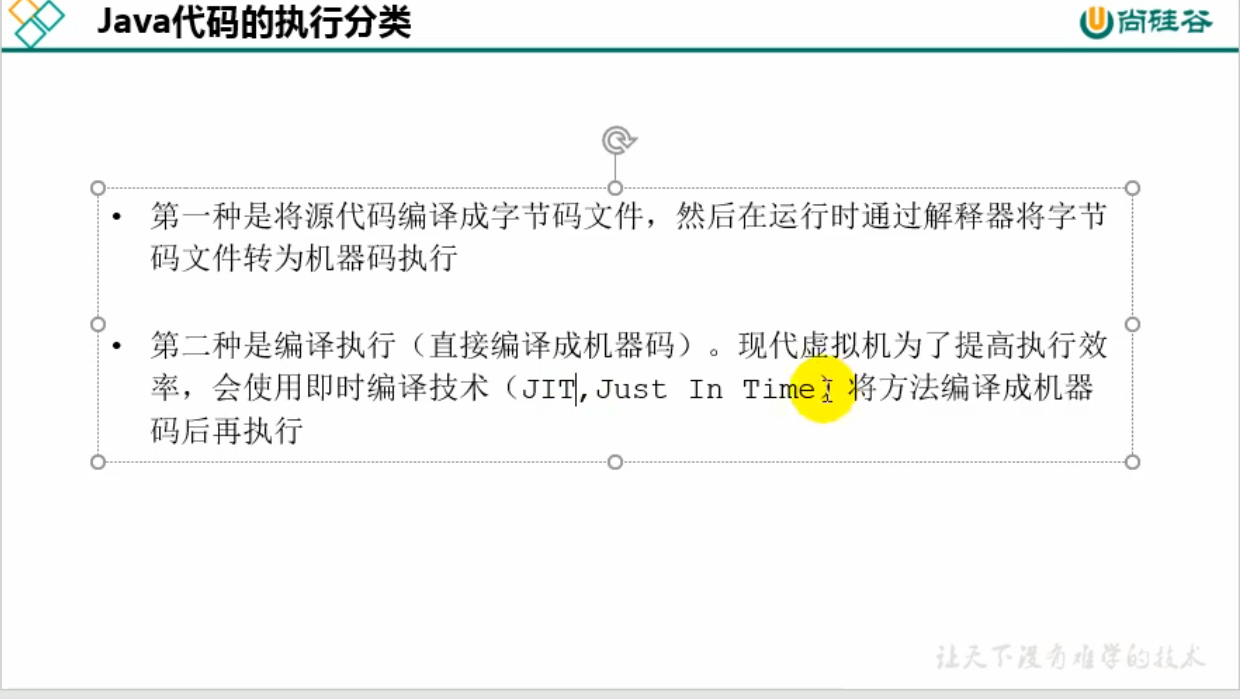 Java代码的执行分类
尚硅谷
• 第一种是将源代码编译成字节码文件，然后在运行时通过解释器将字节
码文件转为机器码执行
• 第二种是编译执行（直接编译成机器码）。现代虚拟机为了提高执行效
率，会使用即时编译技术（JIT,Just In Time）将方法编译成机器
码后再执行
让天下没有难学的技术